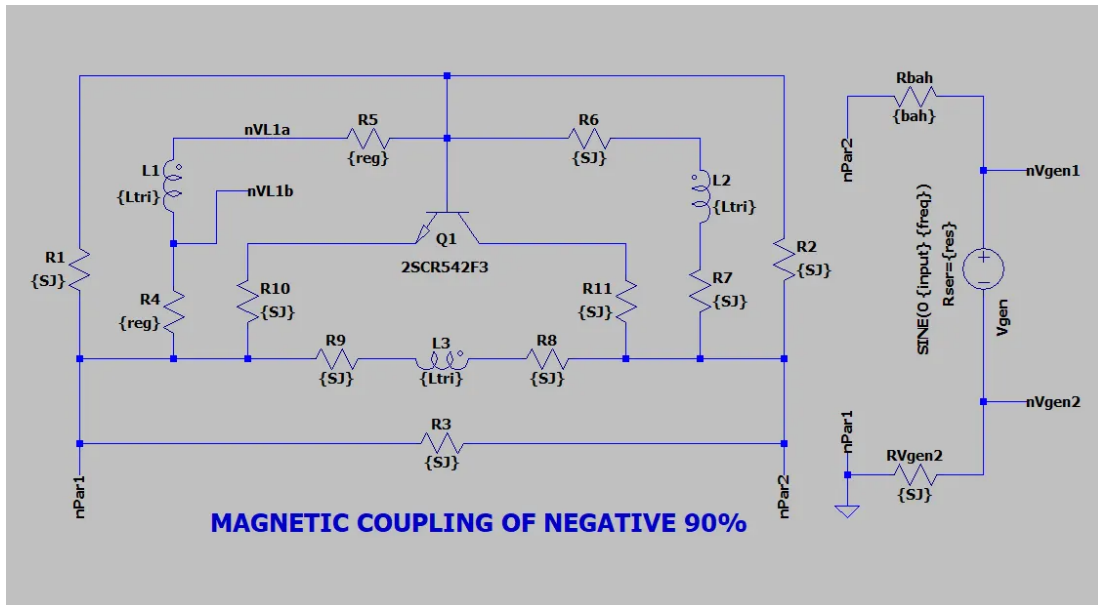 Rbah
{bah}
nVL1a
R5
{reg}
R6
{SJ}
nPar2
L1
{Ltri}
nVL1b
L2
{Ltri}
nVgen1
Q1
2SCR542F3
R1
{SJ}
R2
{SJ}
SINE(0 {input} {freq})
Rser={res}
Vgen
R4
{reg}
R10
{SJ}
R11
{SJ}
R7
{SJ}
R9
{SJ}
L3
{Ltri}
R8
{SJ}
nVgen2
R3
{SJ}
nPar1
RVgen2
{SJ}
nPar1
nPar2
MAGNETIC COUPLING OF NEGATIVE 90%